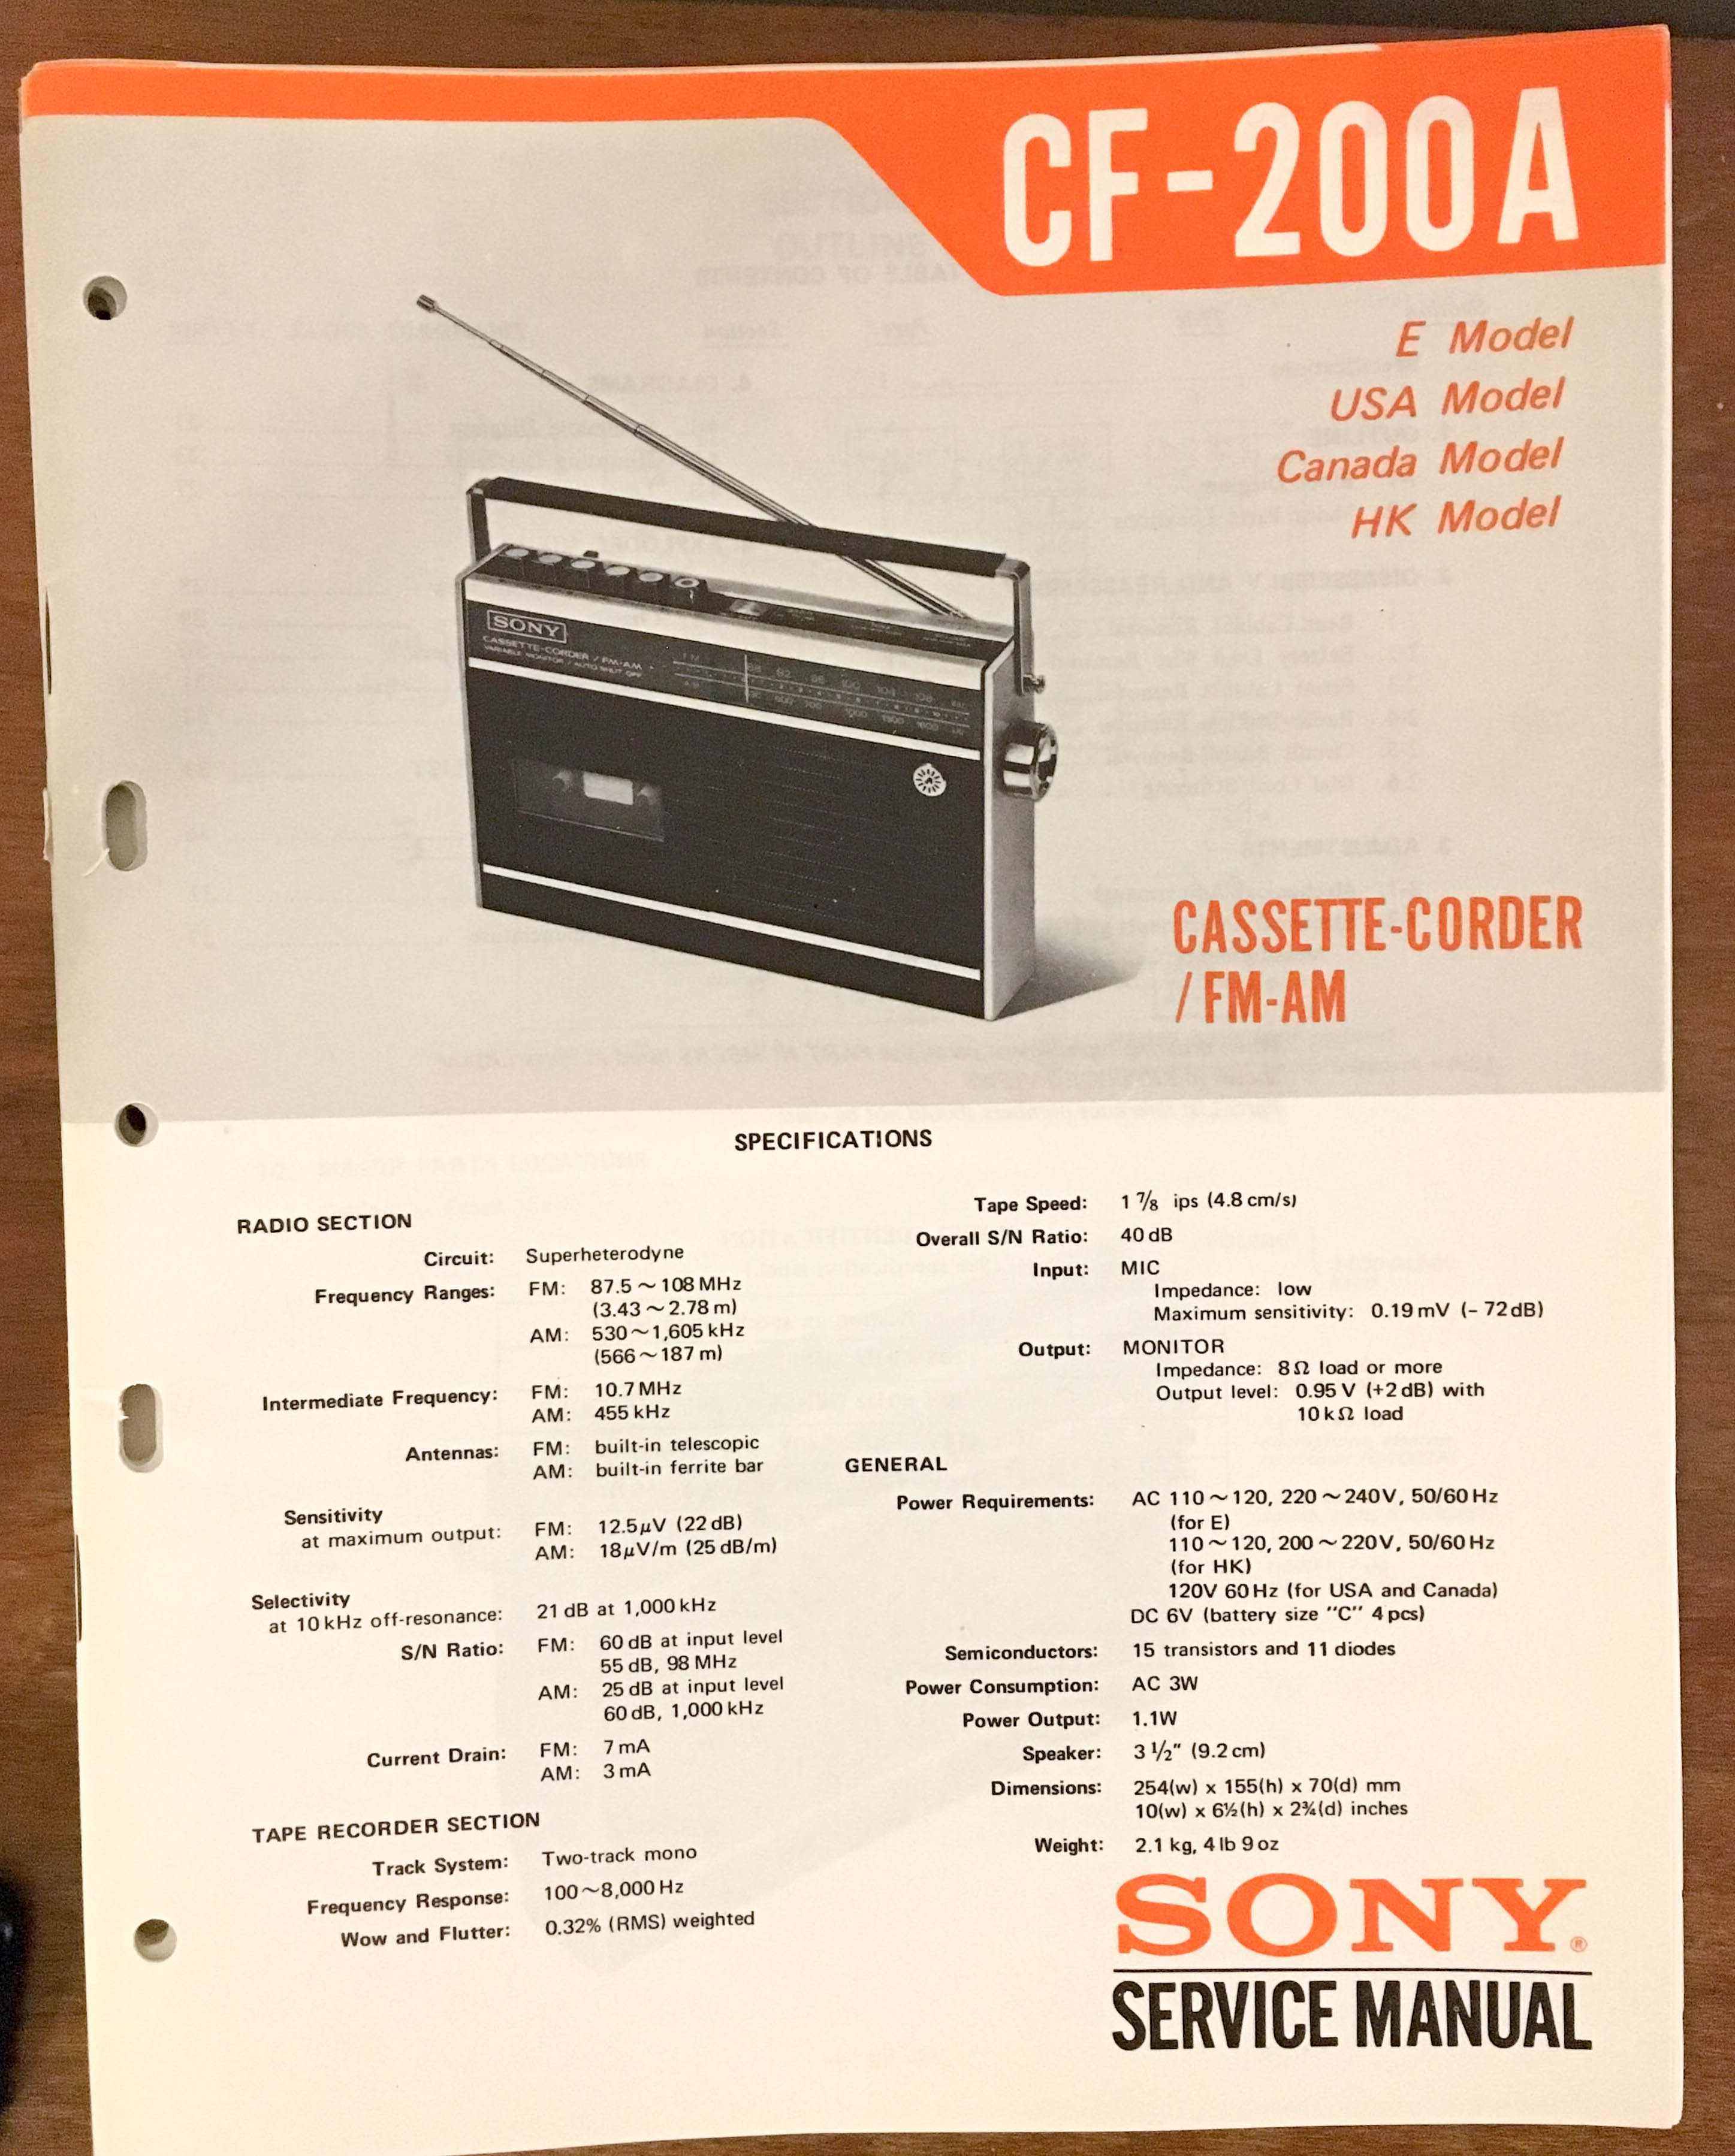 CF-200A
E Model
USA Model
Canada Model
HK Model
SONY
CASSETTE-CORDER / FM-AM
VARIABLE MONITOR / AUTO SHUT OFF
CASSETTE-CORDER
/ FM-AM
SPECIFICATIONS
RADIO SECTION
Circuit: Superheterodyne
Frequency Ranges: FM: 87.5 ~ 108 MHz
(3.43 ~ 2.78 m)
AM: 530 ~ 1,605 kHz
(566 ~ 187 m)
Intermediate Frequency: FM: 10.7 MHz
AM: 455 kHz
Antennas: FM: built-in telescopic
AM: built-in ferrite bar
Sensitivity
at maximum output: FM: 12.5 μV (22 dB)
AM: 18 μV/m (25 dB/m)
Selectivity
at 10 kHz off-resonance: 21 dB at 1,000 kHz
S/N Ratio: FM: 60 dB at input level
55 dB, 98 MHz
AM: 25 dB at input level
60 dB, 1,000 kHz
Current Drain: FM: 7 mA
AM: 3 mA
TAPE RECORDER SECTION
Track System: Two-track mono
Frequency Response: 100 ~ 8,000 Hz
Wow and Flutter: 0.32% (RMS) weighted
Tape Speed: 1 7/8 ips (4.8 cm/s)
Overall S/N Ratio: 40 dB
Input: MIC
Impedance: low
Maximum sensitivity: 0.19 mV (– 72 dB)
Output: MONITOR
Impedance: 8 Ω load or more
Output level: 0.95 V (+2 dB) with
10 k Ω load
GENERAL
Power Requirements: AC 110 ~ 120, 220 ~ 240 V, 50/60 Hz
(for E)
110 ~ 120, 200 ~ 220 V, 50/60 Hz
(for HK)
120V 60 Hz (for USA and Canada)
DC 6V (battery size "C" 4 pcs)
Semiconductors: 15 transistors and 11 diodes
Power Consumption: AC 3W
Power Output: 1.1W
Speaker: 3 1/2" (9.2 cm)
Dimensions: 254(w) x 155(h) x 70(d) mm
10(w) x 6½(h) x 2¾(d) inches
Weight: 2.1 kg, 4 lb 9 oz
SONY®
SERVICE MANUAL